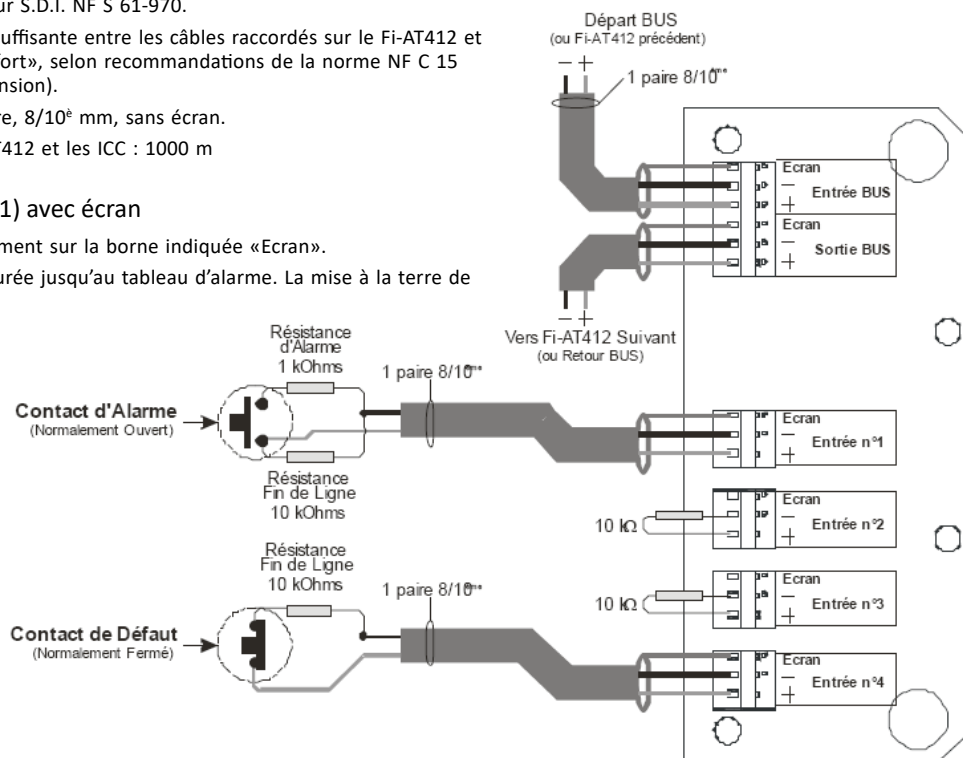 ur S.D.I. NF S 61-970.
uffisante entre les câbles raccordés sur le Fi-AT412 et
fort», selon recommandations de la norme NF C 15
ension).
re, 8/10è mm, sans écran.
T412 et les ICC : 1000 m
1) avec écran
ment sur la borne indiquée «Ecran».
urée jusqu'au tableau d'alarme. La mise à la terre de
Départ BUS
(ou Fi-AT412 précédent)
– +
1 paire 8/10ème
Ecran
– Entrée BUS
+
Ecran
– Sortie BUS
+
– +
Vers Fi-AT412 Suivant
(ou Retour BUS)
Résistance
d'Alarme
1 kOhms
1 paire 8/10ème
Contact d'Alarme
(Normalement Ouvert)
Résistance
Fin de Ligne
10 kOhms
Ecran
– Entrée n°1
+
10 kΩ
Ecran
– Entrée n°2
+
10 kΩ
Ecran
– Entrée n°3
+
Résistance
Fin de Ligne
10 kOhms
1 paire 8/10ème
Contact de Défaut
(Normalement Fermé)
Ecran
– Entrée n°4
+